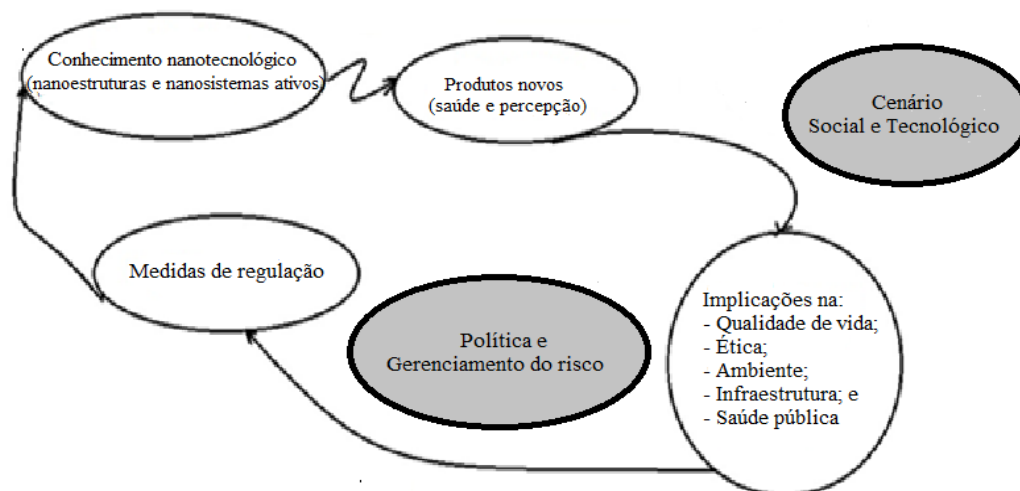 Conhecimento nanotecnológico
(nanoestruturas e nanosistemas ativos)
Produtos novos
(saúde e percepção)
Cenário
Social e Tecnológico
Medidas de regulação
Política e
Gerenciamento do risco
Implicações na:
- Qualidade de vida;
- Ética;
- Ambiente;
- Infraestrutura; e
- Saúde pública